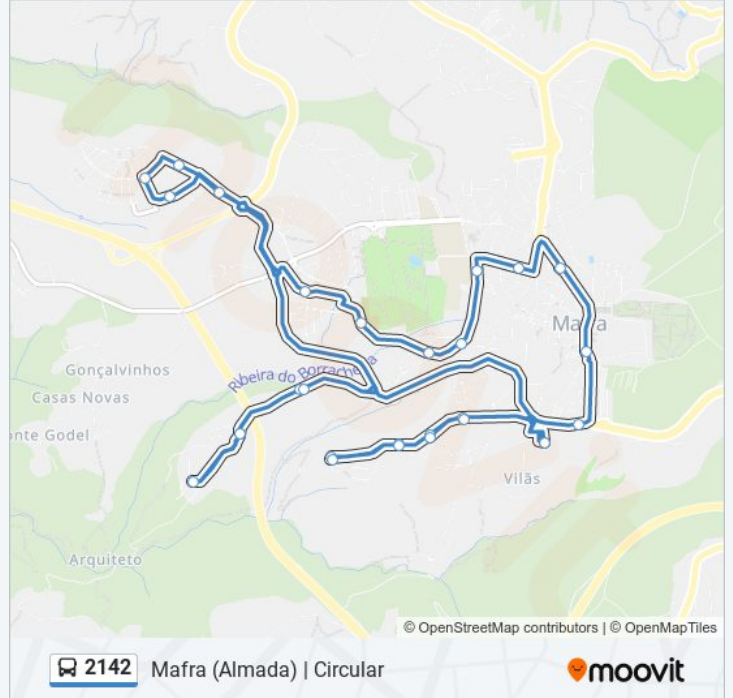 Mafra
Gonçalvinhos
Ribeira do Borracheira
Casas Novas
onte Godel
Vilãs
Arquiteto
© OpenStreetMap contributors | © OpenMapTiles
2142 Mafra (Almada) | Circular
moovit